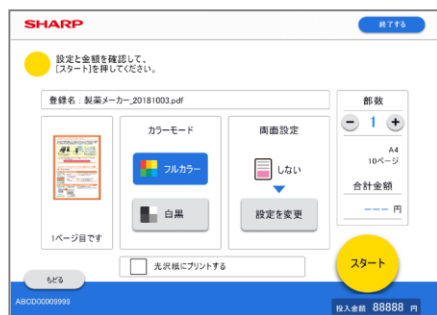 SHARP
終了する
設定と金額を確認して、
[スタート]を押してください。
登録名：製薬メーカー_20181003.pdf
カラーモード
フルカラー
白黒
両面設定
しない
設定を変更
部数
1
A4
10ページ
合計金額
--- 円
1ページ目です
光沢紙にプリントする
もどる
スタート
ABCD00009999
投入金額 88888 円